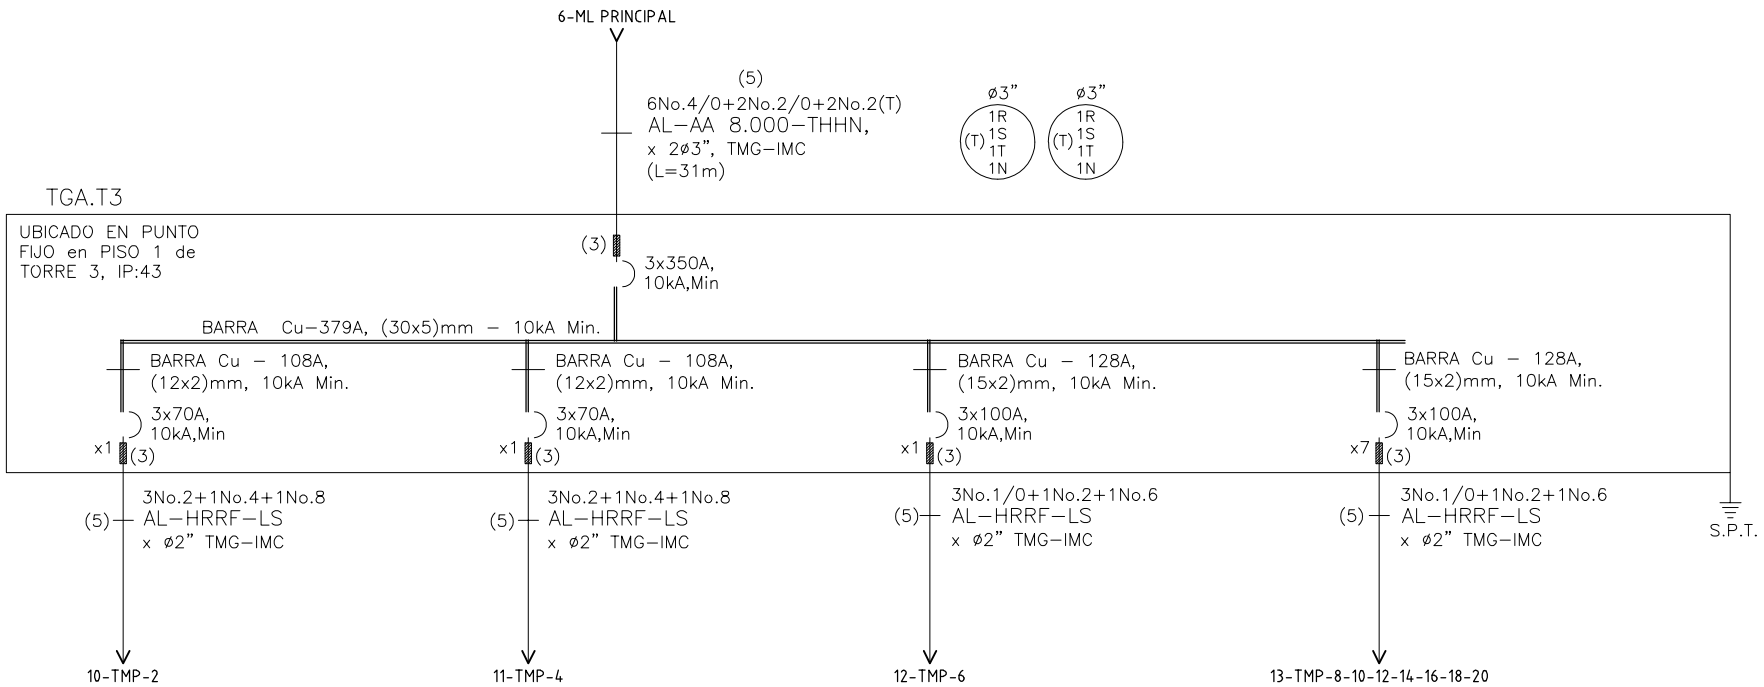 6-ML PRINCIPAL
(5)
6No.4/0+2No.2/0+2No.2(T)
AL-AA 8.000-THHN,
x 2ø3", TMG-IMC
(L=31m)
ø3"
1R
1S
(T)
1T
1N
ø3"
1R
1S
(T)
1T
1N
TGA.T3
UBICADO EN PUNTO
FIJO en PISO 1 de
TORRE 3, IP:43
(3)
3x350A,
10kA,Min
BARRA Cu-379A, (30x5)mm - 10kA Min.
BARRA Cu - 108A,
(12x2)mm, 10kA Min.
3x70A,
10kA,Min
x1
(3)
BARRA Cu - 108A,
(12x2)mm, 10kA Min.
3x70A,
10kA,Min
x1
(3)
BARRA Cu - 128A,
(15x2)mm, 10kA Min.
3x100A,
10kA,Min
x1
(3)
BARRA Cu - 128A,
(15x2)mm, 10kA Min.
3x100A,
10kA,Min
x7
(3)
3No.2+1No.4+1No.8
(5)
AL-HRRF-LS
x ø2" TMG-IMC
3No.2+1No.4+1No.8
(5)
AL-HRRF-LS
x ø2" TMG-IMC
3No.1/0+1No.2+1No.6
(5)
AL-HRRF-LS
x ø2" TMG-IMC
3No.1/0+1No.2+1No.6
(5)
AL-HRRF-LS
x ø2" TMG-IMC
S.P.T.
10-TMP-2
11-TMP-4
12-TMP-6
13-TMP-8-10-12-14-16-18-20